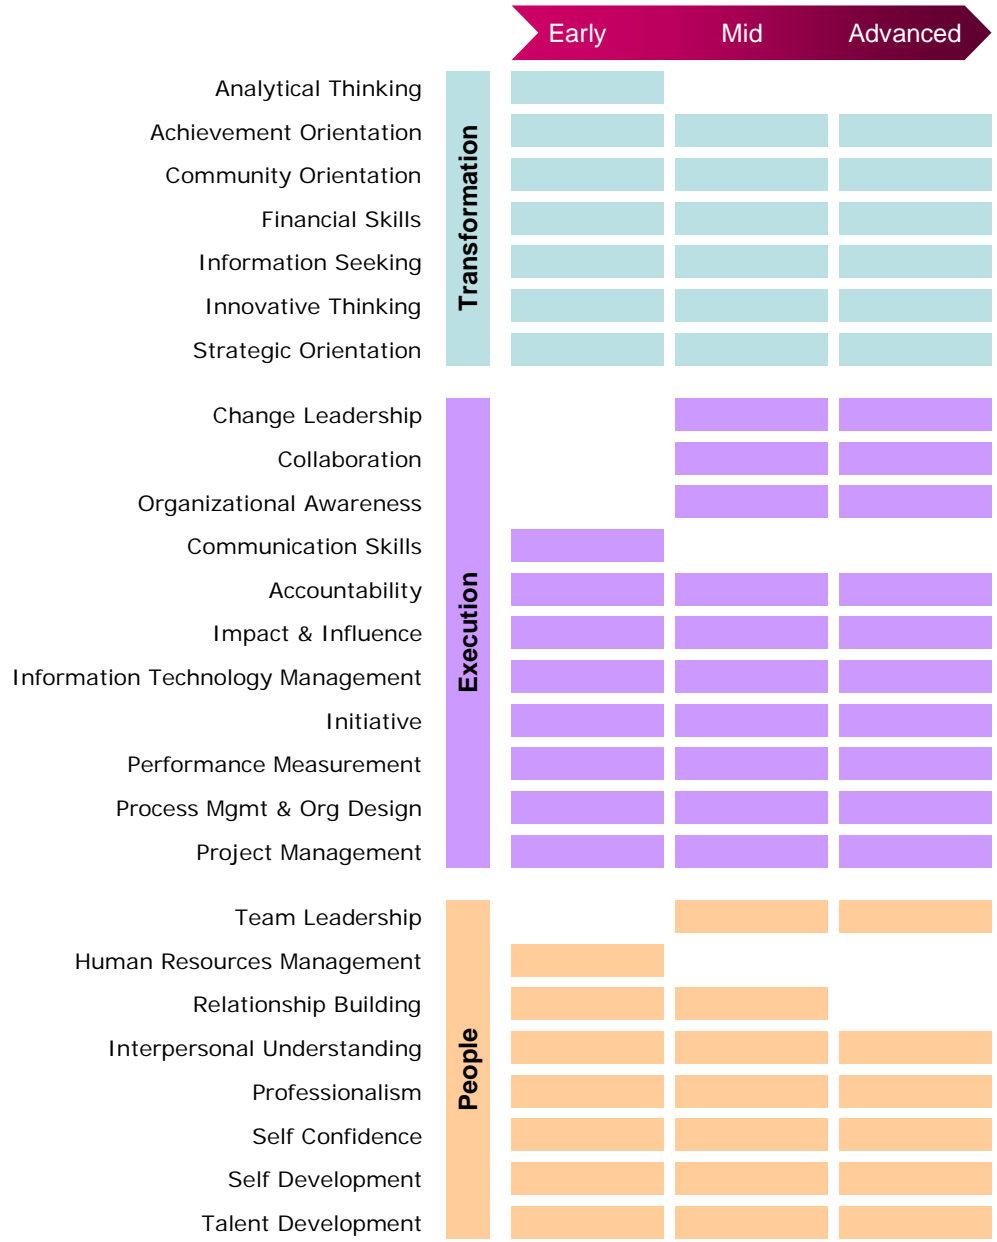 Early Mid Advanced
Analytical Thinking
Achievement Orientation
Community Orientation
Financial Skills
Information Seeking
Innovative Thinking
Strategic Orientation
Transformation
Change Leadership
Collaboration
Organizational Awareness
Communication Skills
Accountability
Impact & Influence
Information Technology Management
Initiative
Performance Measurement
Process Mgmt & Org Design
Project Management
Execution
Team Leadership
Human Resources Management
Relationship Building
Interpersonal Understanding
Professionalism
Self Confidence
Self Development
Talent Development
People